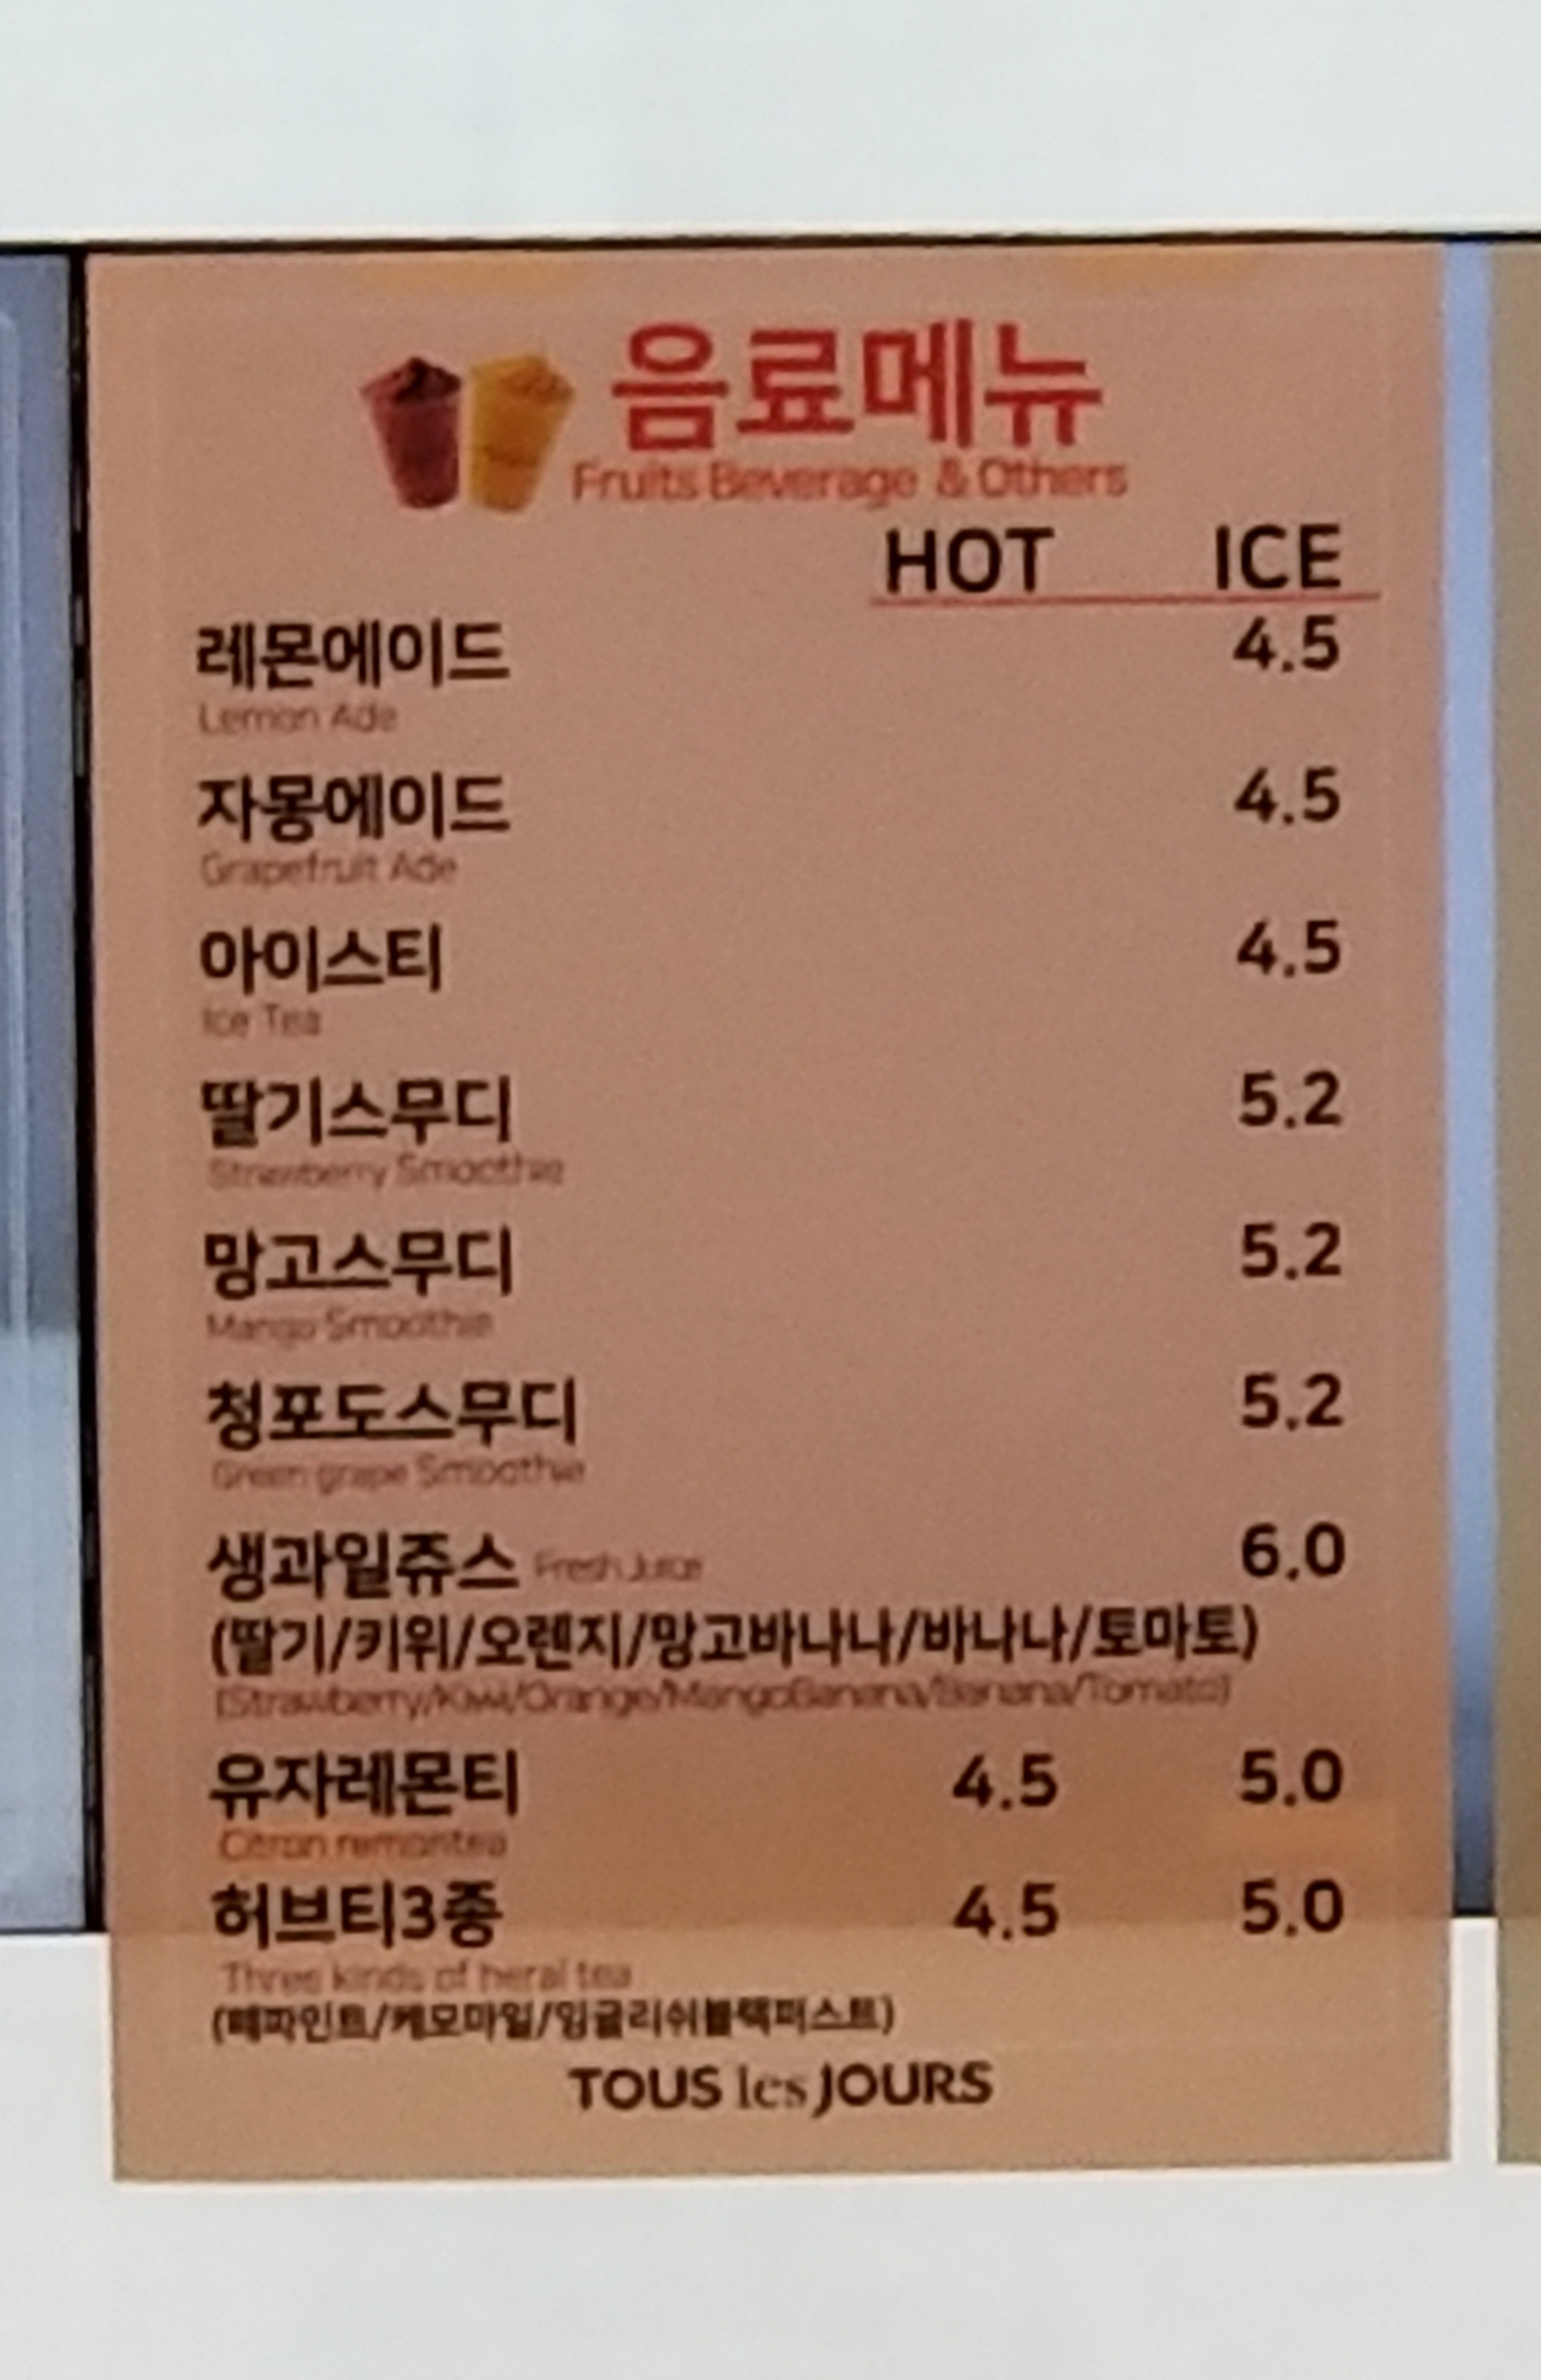 음료메뉴
Fruits Beverage & Others
HOT ICE
레몬에이드 4.5
Lemon Ade
자몽에이드 4.5
Grapefruit Ade
아이스티 4.5
Ice Tea
딸기스무디 5.2
Strawberry Smoothie
망고스무디 5.2
Mango Smoothie
청포도스무디 5.2
Green grape Smoothie
생과일쥬스 Fresh Juice 6.0
(딸기/키위/오렌지/망고바나나/바나나/토마토)
(Strawberry/Kiwi/Orange/MangoBanana/Banana/Tomato)
유자레몬티 4.5 5.0
Citron remontea
허브티3종 4.5 5.0
Three kinds of heral tea
(페파민트/케모마일/잉글리쉬블랙퍼스트)
TOUS les JOURS